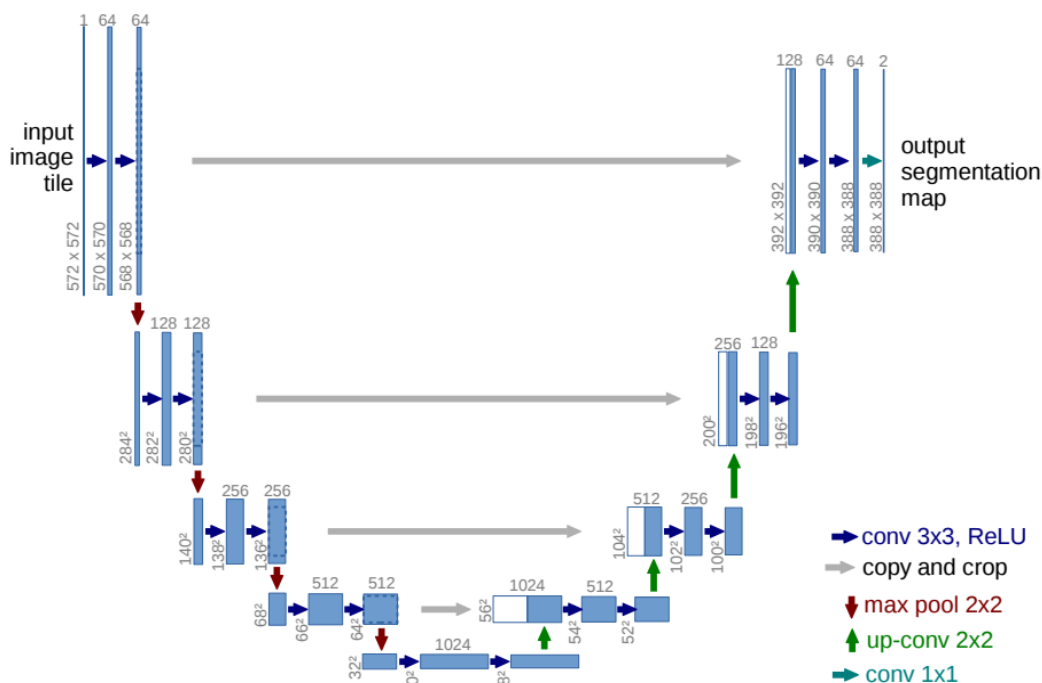 1 64 64
input
image
tile
572 x 572
570 x 570
568 x 568
128 128
284²
282²
280²
256 256
140²
138²
136²
512 512
68²
66²
64²
1024
32²
1024 512
56²
54²
52²
512 256
104²
102²
100²
256 128
200²
198²
196²
128 64 64 2
392 x 392
390 x 390
388 x 388
388 x 388
output
segmentation
map
conv 3x3, ReLU
copy and crop
max pool 2x2
up-conv 2x2
conv 1x1